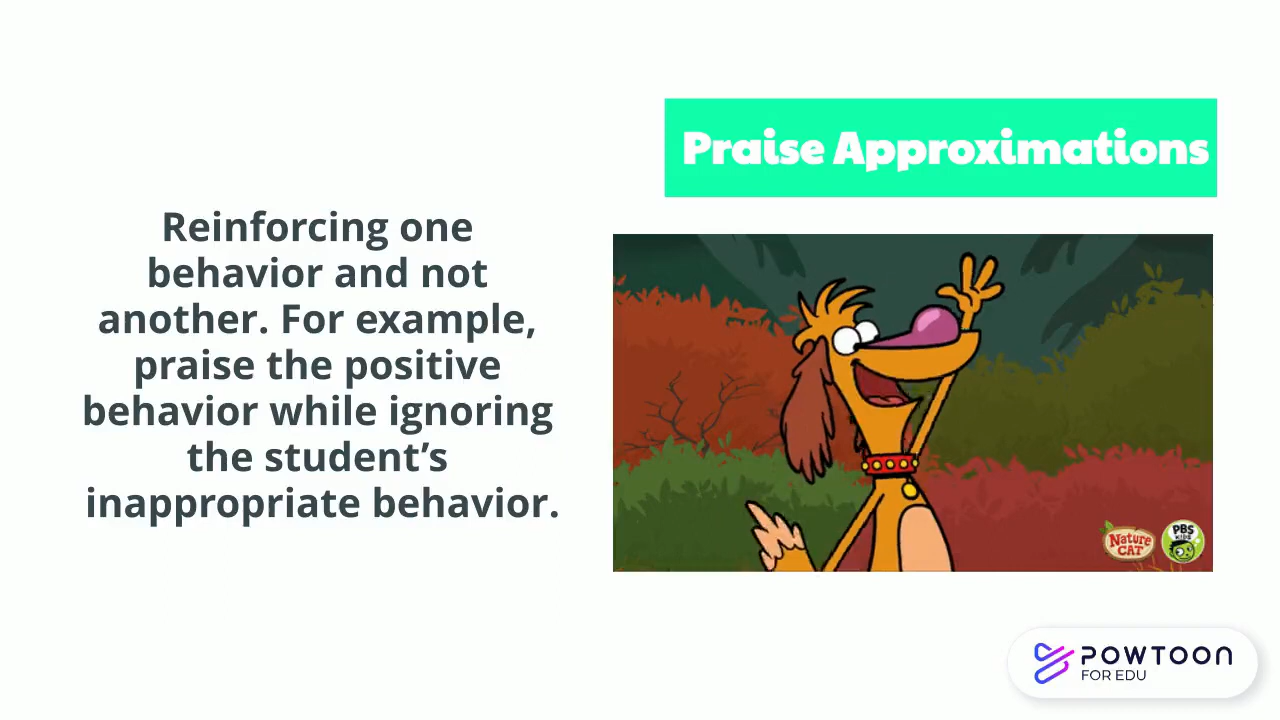 Praise Approximations
Reinforcing one
behavior and not
another. For example,
praise the positive
behavior while ignoring
the student’s
inappropriate behavior.
NATURE
CAT
PBS
KIDS
POWTOON
FOR EDU